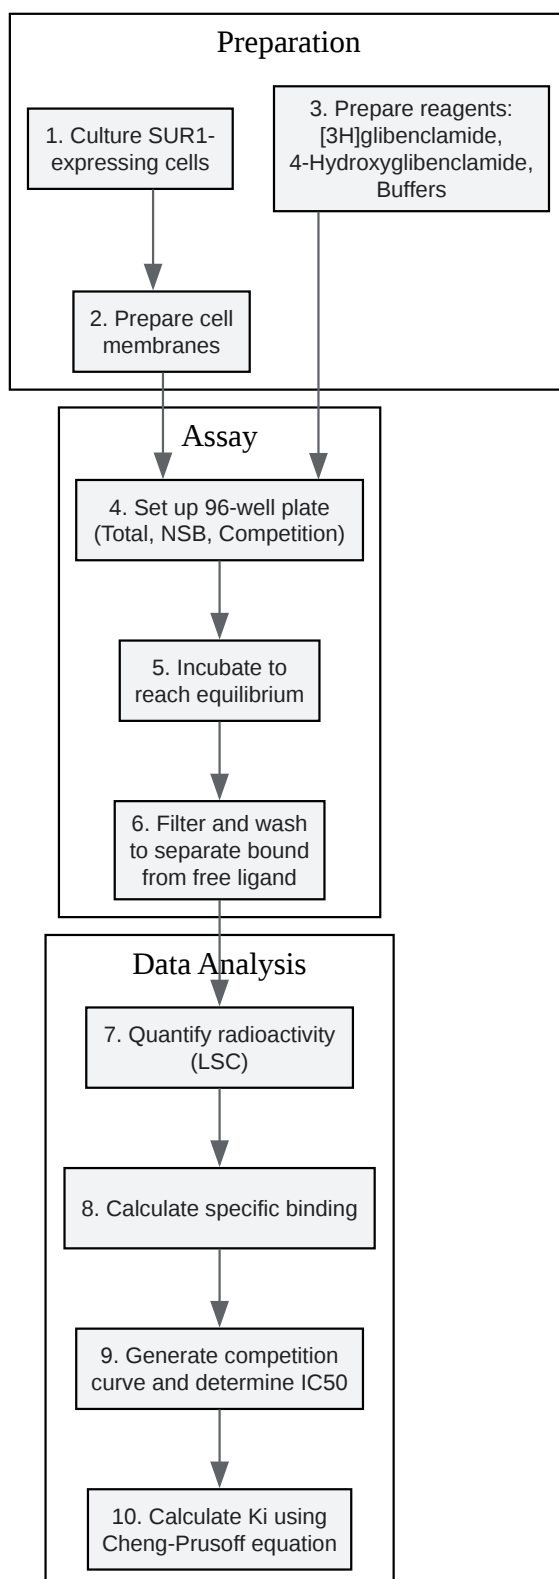 Preparation
1. Culture SUR1-
expressing cells
3. Prepare reagents:
[3H]glibenclamide,
4-Hydroxyglibenclamide,
Buffers
2. Prepare cell
membranes
Assay
4. Set up 96-well plate
(Total, NSB, Competition)
5. Incubate to
reach equilibrium
6. Filter and wash
to separate bound
from free ligand
Data Analysis
7. Quantify radioactivity
(LSC)
8. Calculate specific binding
9. Generate competition
curve and determine IC50
10. Calculate Ki using
Cheng-Prusoff equation